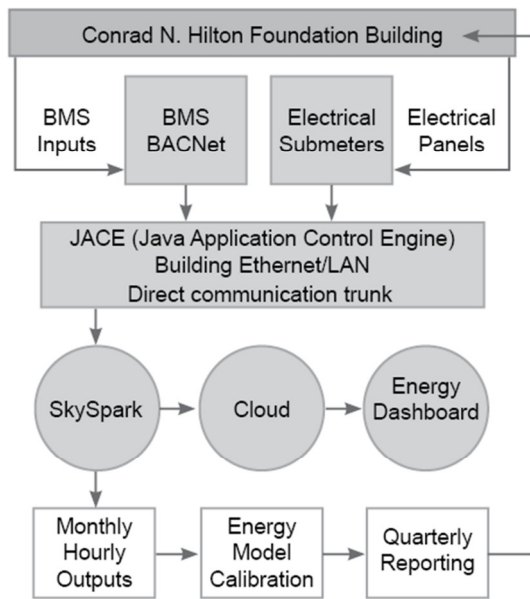 Conrad N. Hilton Foundation Building
BMS
Inputs
BMS
BACNet
Electrical
Submeters
Electrical
Panels
JACE (Java Application Control Engine)
Building Ethernet/LAN
Direct communication trunk
SkySpark
Cloud
Energy
Dashboard
Monthly
Hourly
Outputs
Energy
Model
Calibration
Quarterly
Reporting